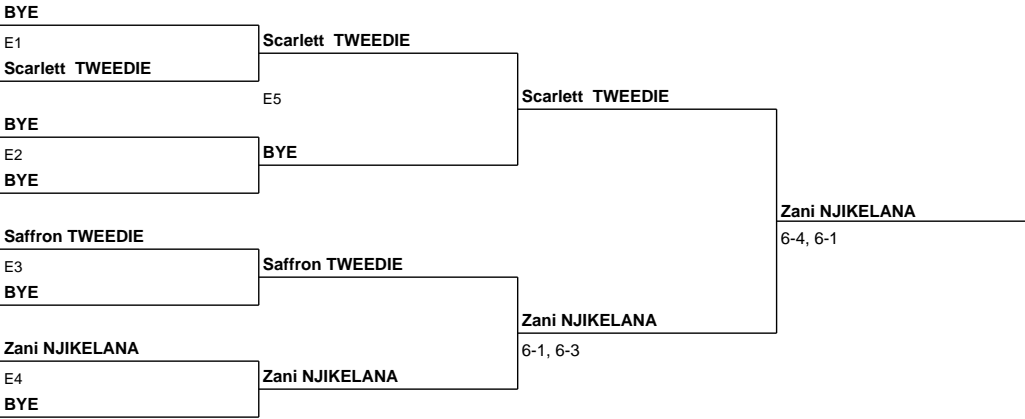 BYE
E1
Scarlett TWEEDIE
Scarlett TWEEDIE
E5
Scarlett TWEEDIE
BYE
E2
BYE
BYE
Zani NJIKELANA
6-4, 6-1
Saffron TWEEDIE
E3
BYE
Saffron TWEEDIE
Zani NJIKELANA
6-1, 6-3
Zani NJIKELANA
E4
BYE
Zani NJIKELANA